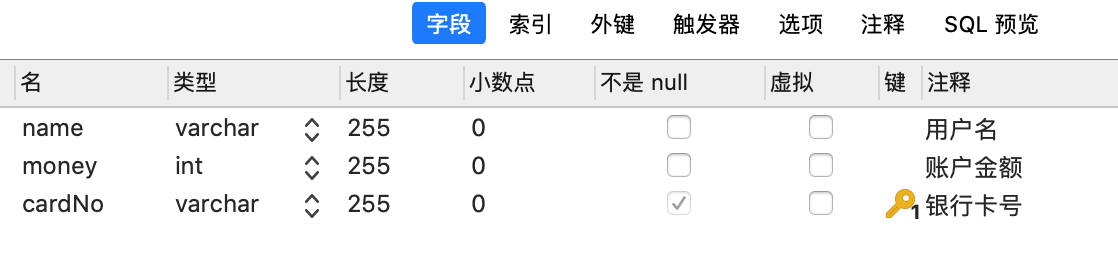 字段 索引 外键 触发器 选项 注释 SQL 预览
名 类型 长度 小数点 不是 null 虚拟 键 注释
name varchar 255 0 用户名
money int 255 0 账户金额
cardNo varchar 255 0 1 银行卡号